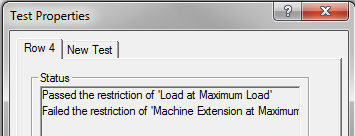 Test Properties
Row 4 New Test
Status
Passed the restriction of 'Load at Maximum Load'
Failed the restriction of 'Machine Extension at Maximum